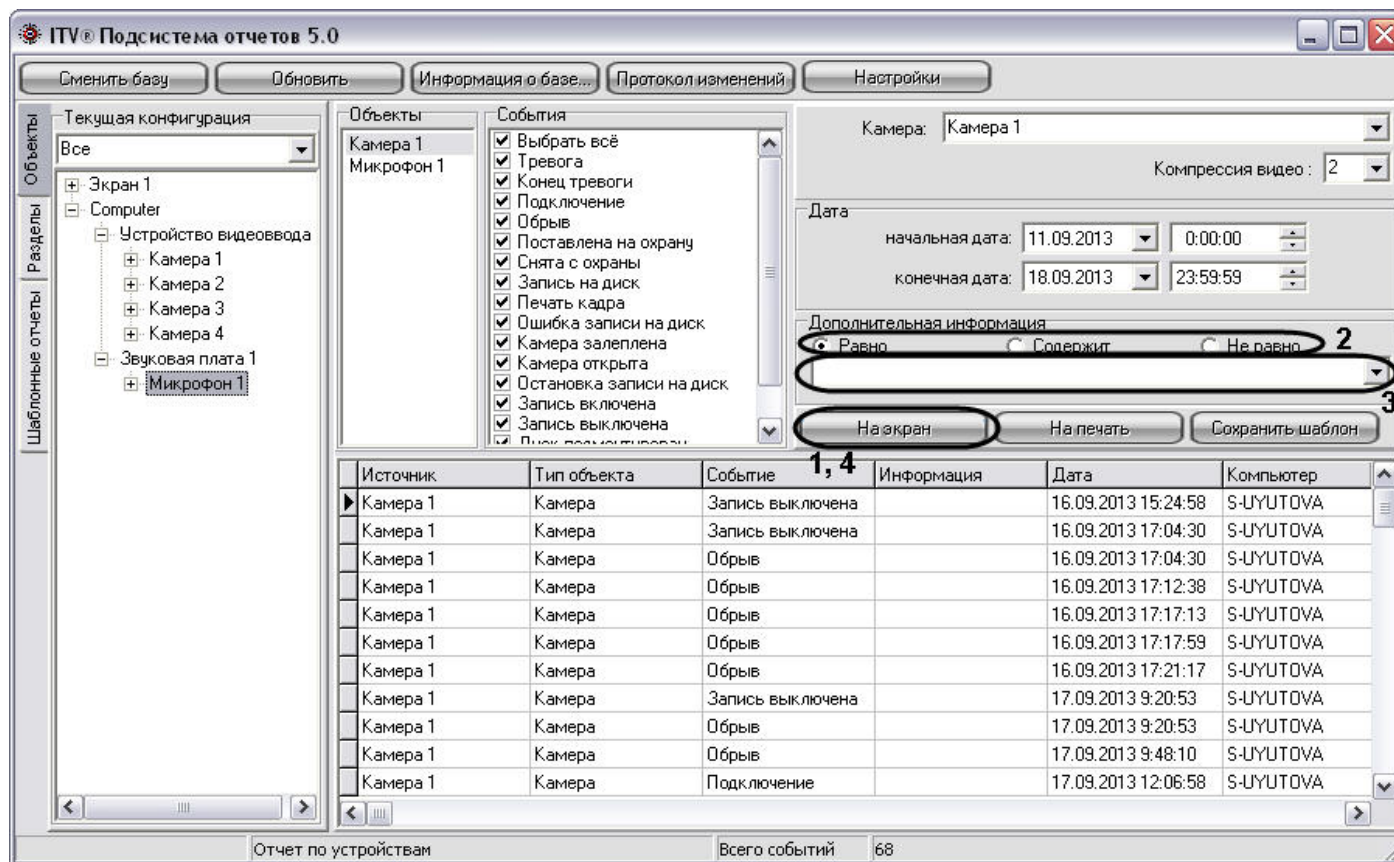 ITV® Подсистема отчетов 5.0
Сменить базу Обновить Информация о базе... Протокол изменений Настройки
Объекты
Разделы
Шаблонные отчеты
Текущая конфигурация
Все
Экран 1
Computer
Устройство видеоввода
Камера 1
Камера 2
Камера 3
Камера 4
Звуковая плата 1
Микрофон 1
Объекты
Камера 1
Микрофон 1
События
Выбрать всё
Тревога
Конец тревоги
Подключение
Обрыв
Поставлена на охрану
Снята с охраны
Запись на диск
Печать кадра
Ошибка записи на диск
Камера залеплена
Камера открыта
Остановка записи на диск
Запись включена
Запись выключена
Камера: Камера 1
Компрессия видео : 2
Дата
начальная дата: 11.09.2013 0:00:00
конечная дата: 18.09.2013 23:59:59
Дополнительная информация
Равно Содержит Не равно 2
3
На экран На печать Сохранить шаблон
1, 4
Источник Тип объекта Событие Информация Дата Компьютер
Камера 1 Камера Запись выключена 16.09.2013 15:24:58 S-UYUTOVA
Камера 1 Камера Запись выключена 16.09.2013 17:04:30 S-UYUTOVA
Камера 1 Камера Обрыв 16.09.2013 17:04:30 S-UYUTOVA
Камера 1 Камера Обрыв 16.09.2013 17:12:38 S-UYUTOVA
Камера 1 Камера Обрыв 16.09.2013 17:17:13 S-UYUTOVA
Камера 1 Камера Обрыв 16.09.2013 17:17:59 S-UYUTOVA
Камера 1 Камера Обрыв 16.09.2013 17:21:17 S-UYUTOVA
Камера 1 Камера Запись выключена 17.09.2013 9:20:53 S-UYUTOVA
Камера 1 Камера Обрыв 17.09.2013 9:20:53 S-UYUTOVA
Камера 1 Камера Обрыв 17.09.2013 9:48:10 S-UYUTOVA
Камера 1 Камера Подключение 17.09.2013 12:06:58 S-UYUTOVA
Отчет по устройствам Всего событий 68